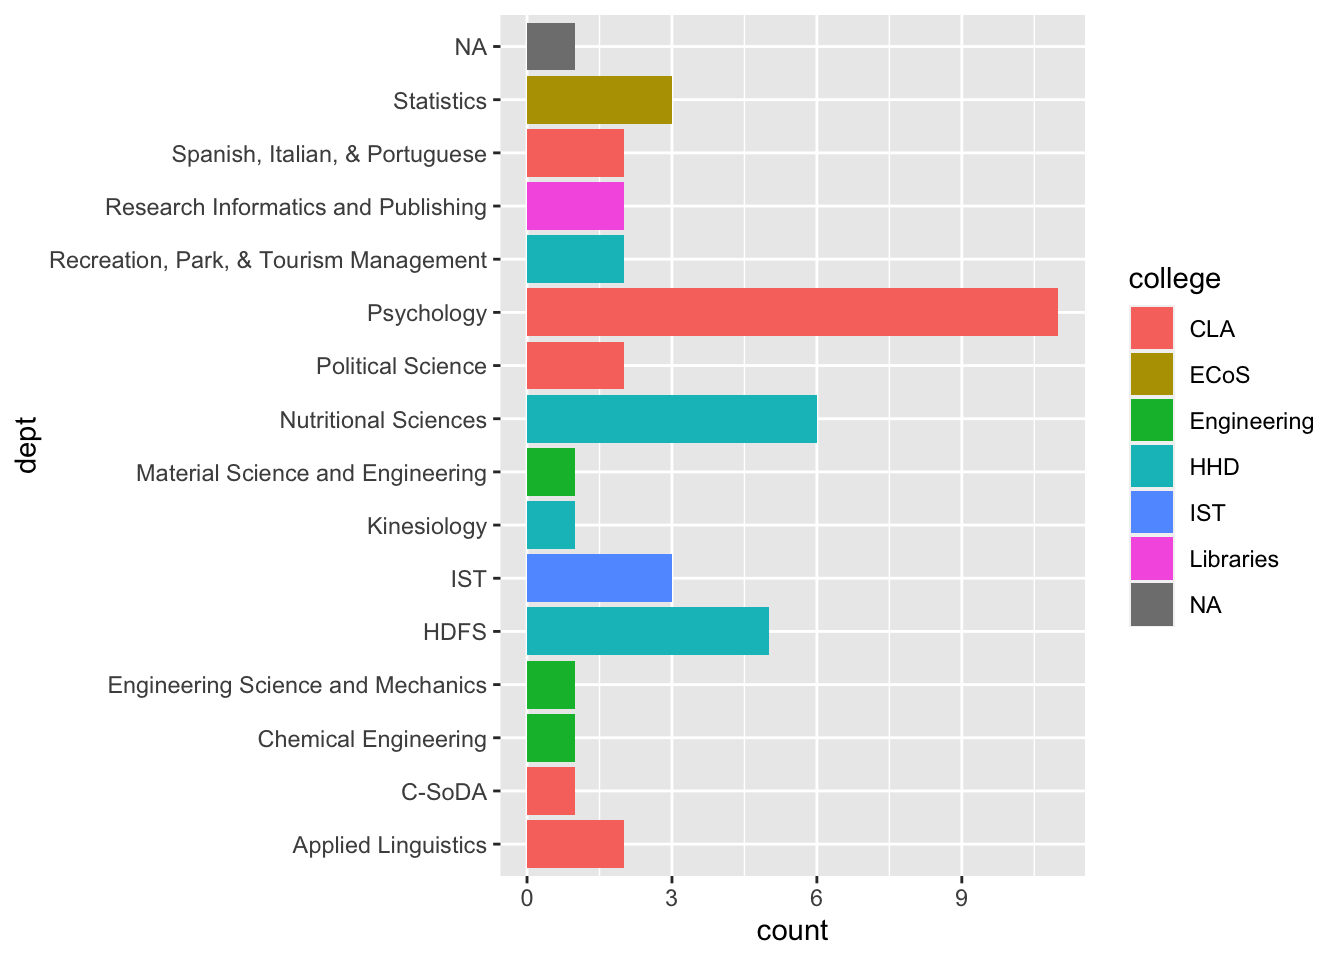 NA
Statistics
Spanish, Italian, & Portuguese
Research Informatics and Publishing
Recreation, Park, & Tourism Management
Psychology
Political Science
Nutritional Sciences
Material Science and Engineering
Kinesiology
IST
HDFS
Engineering Science and Mechanics
Chemical Engineering
C-SoDA
Applied Linguistics
dept
0 3 6 9
count
college
CLA
ECoS
Engineering
HHD
IST
Libraries
NA